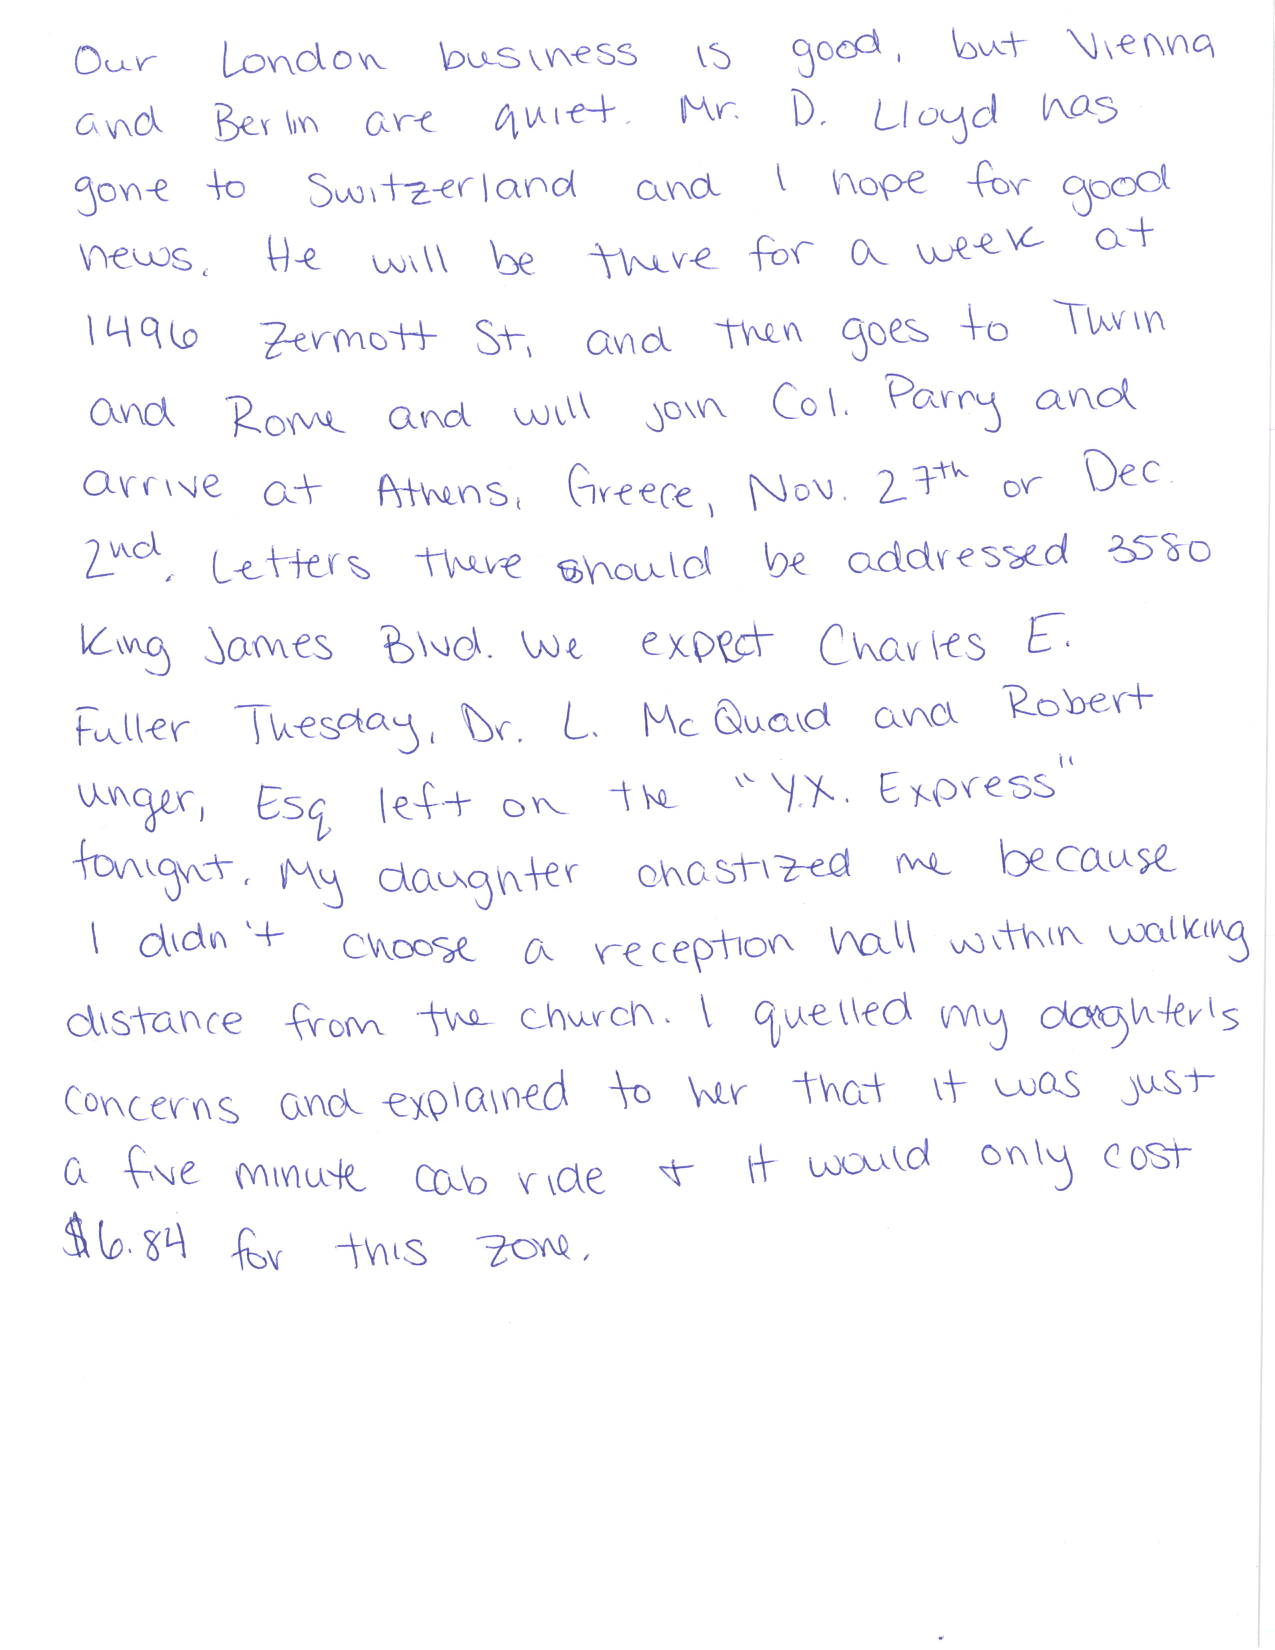 Our London business is good, but Vienna
and Berlin are quiet. Mr. D. Lloyd has
gone to Switzerland and I hope for good
news. He will be there for a week at
1496 Zermott St. and then goes to Turin
and Rome and will join Col. Parry and
arrive at Athens, Greece, Nov. 27th or Dec.
2nd. Letters there should be addressed 3580
King James Blvd. We expect Charles E.
Fuller Tuesday. Dr. L. McQuaid and Robert
Unger, Esq left on the "Y.X. Express"
tonight. My daughter chastized me because
I didn't choose a reception hall within walking
distance from the church. I quelled my daughter's
concerns and explained to her that it was just
a five minute cab ride + it would only cost
$6.84 for this zone.